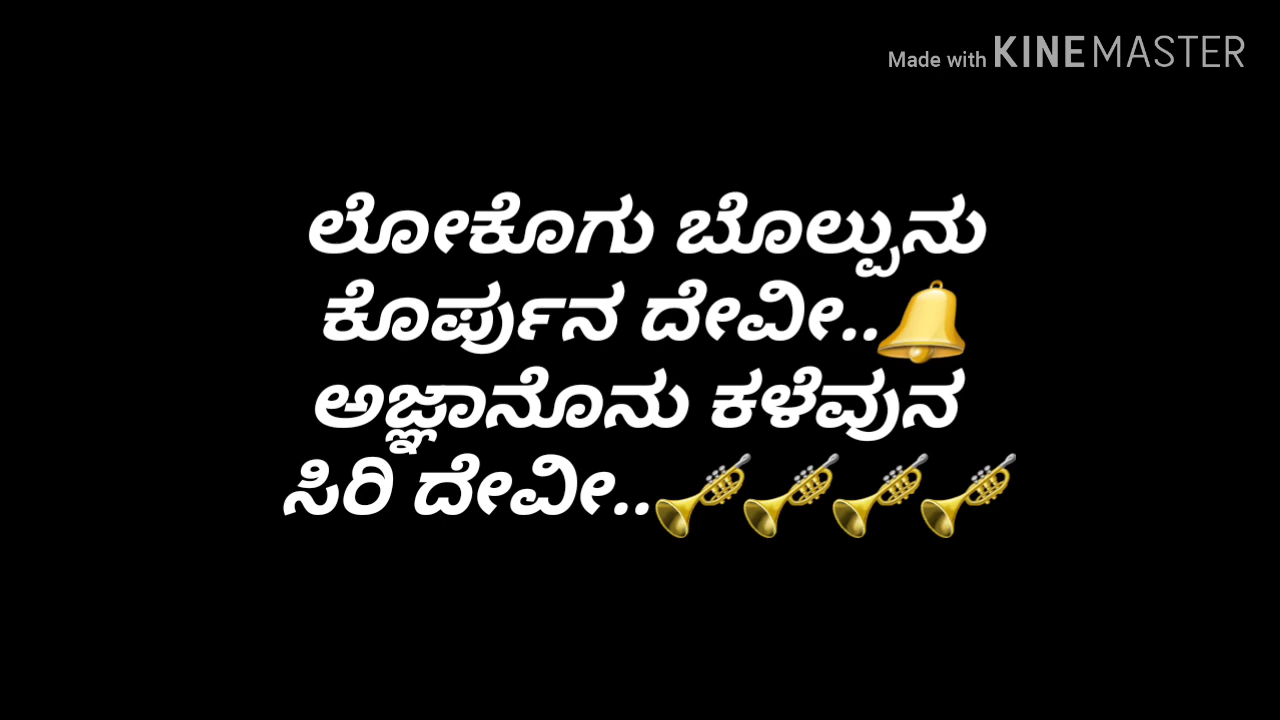 Made with KINEMASTER
ಲೋಕೊಗು ಬೊಲ್ಪುನು
ಕೊರ್ಪುನ ದೇವೀ..🔔
ಅಜ್ಞಾನೊನು ಕಳೆವುನ
ಸಿರಿ ದೇವೀ..🎺🎺🎺🎺